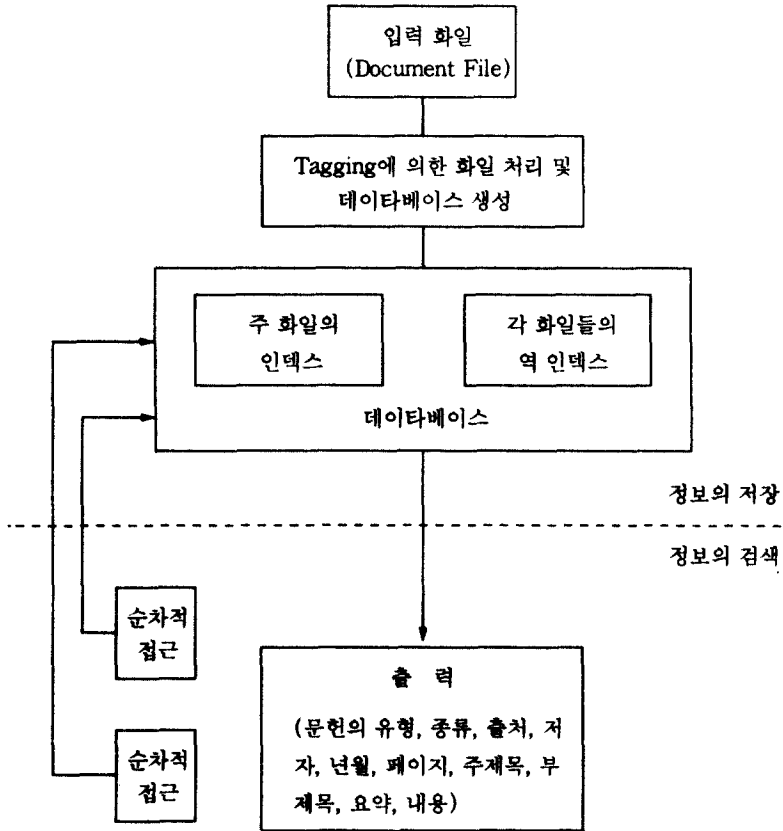 입력 화일
(Document File)
Tagging에 의한 화일 처리 및
데이타베이스 생성
주 화일의
인덱스
각 화일들의
역 인덱스
데이타베이스
정보의 저장
정보의 검색
순차적
접근
순차적
접근
출 력
(문헌의 유형, 종류, 출처, 저
자, 년월, 페이지, 주제목, 부
제목, 요약, 내용)